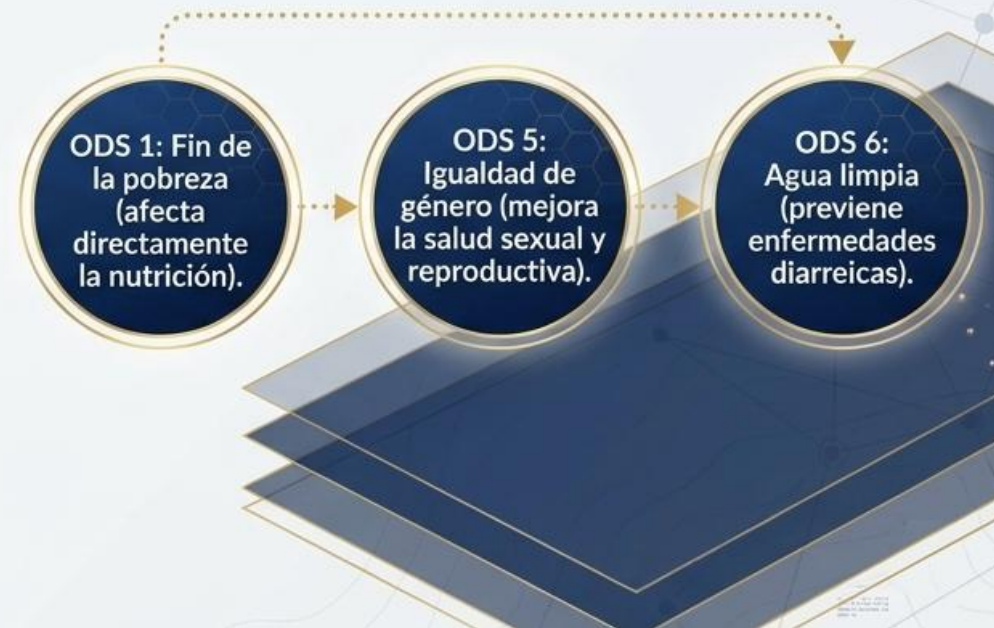 ODS 1: Fin de
la pobreza
(afecta
directamente
la nutrición).
ODS 5:
Igualdad de
género (mejora
la salud sexual y
reproductiva).
ODS 6:
Agua limpia
(previene
enfermedades
diarreicas).